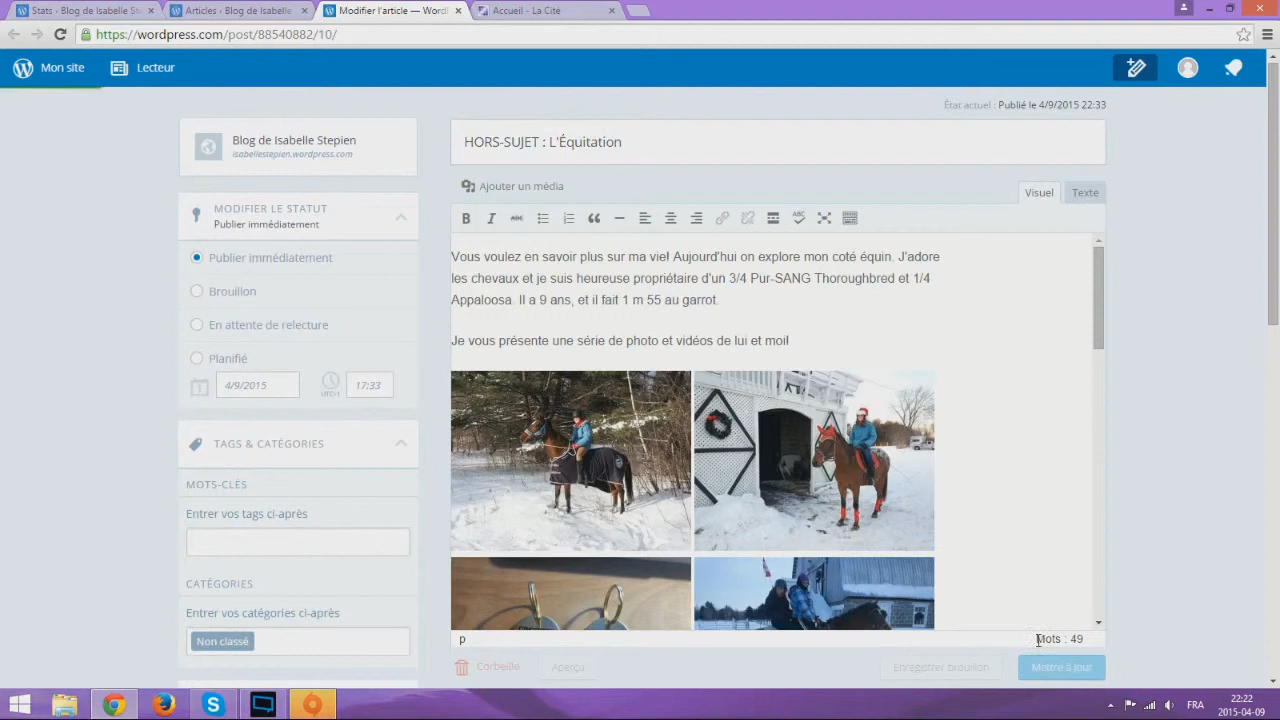 Stats ‹ Blog de Isabelle St
Articles ‹ Blog de Isabelle
Modifier l'article — WordP
Accueil - La Cité
https://wordpress.com/post/88540882/10/
Mon site
Lecteur
État actuel : Publié le 4/9/2015 22:33
Blog de Isabelle Stepien
isabellestepien.wordpress.com
HORS-SUJET : L'Équitation
Ajouter un média
Visuel
Texte
MODIFIER LE STATUT
Publier immédiatement
B I ABC ABC
Publier immédiatement
Brouillon
En attente de relecture
Planifié
4/9/2015
UTC-1
17:33
Vous voulez en savoir plus sur ma vie! Aujourd'hui on explore mon coté équin. J'adore
les chevaux et je suis heureuse propriétaire d'un 3/4 Pur-SANG Thoroughbred et 1/4
Appaloosa. Il a 9 ans, et il fait 1 m 55 au garrot.
Je vous présente une série de photo et vidéos de lui et moi!
TAGS & CATÉGORIES
MOTS-CLÉS
Entrer vos tags ci-après
CATÉGORIES
Entrer vos catégories ci-après
Non classé
p
Mots : 49
Corbeille
Aperçu
Enregistrer brouillon
Mettre à jour
FRA
22:22
2015-04-09